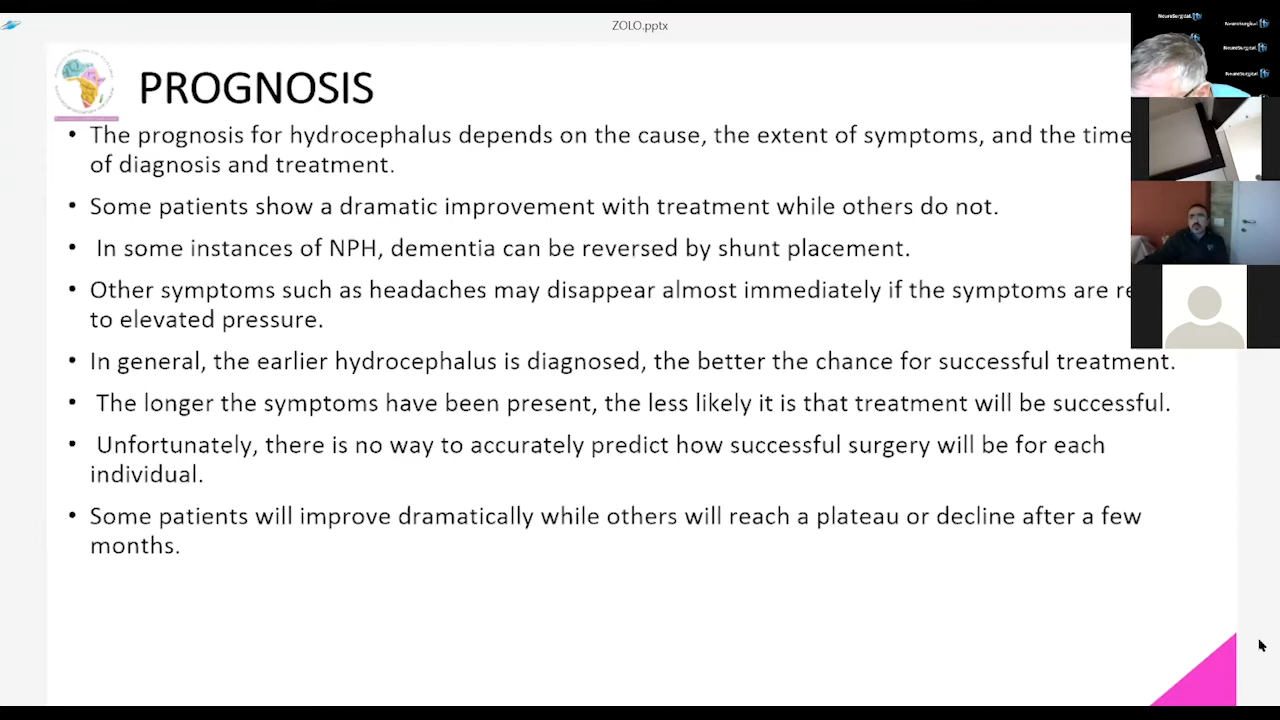 ZOLO.pptx
NeuroSurgical
NeuroSurgical
NeuroSurgical
NeuroSurgical
PROGNOSIS
• The prognosis for hydrocephalus depends on the cause, the extent of symptoms, and the time
of diagnosis and treatment.
• Some patients show a dramatic improvement with treatment while others do not.
• In some instances of NPH, dementia can be reversed by shunt placement.
• Other symptoms such as headaches may disappear almost immediately if the symptoms are re
to elevated pressure.
• In general, the earlier hydrocephalus is diagnosed, the better the chance for successful treatment.
• The longer the symptoms have been present, the less likely it is that treatment will be successful.
• Unfortunately, there is no way to accurately predict how successful surgery will be for each
individual.
• Some patients will improve dramatically while others will reach a plateau or decline after a few
months.